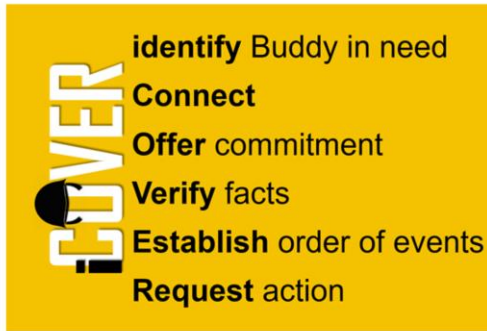 iCOVER
identify Buddy in need
Connect
Offer commitment
Verify facts
Establish order of events
Request action